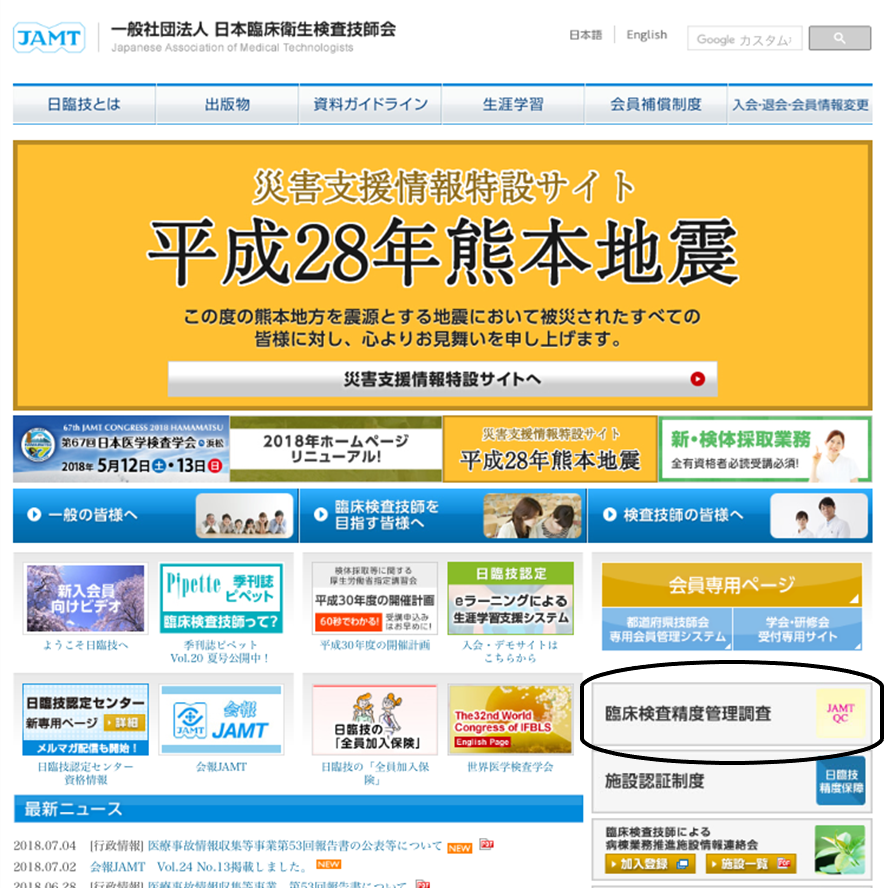 JAMT
一般社団法人 日本臨床衛生検査技師会
Japanese Association of Medical Technologists
日本語
English
Google カスタム
日臨技とは
出版物
資料ガイドライン
生涯学習
会員補償制度
入会・退会・会員情報変更
災害支援情報特設サイト
平成28年熊本地震
この度の熊本地方を震源とする地震において被災されたすべての
皆様に対し、心よりお見舞いを申し上げます。
災害支援情報特設サイトへ
67th JAMT CONGRESS 2018 HAMAMATSU
第67回日本医学検査学会 @浜松
2018年 5月12日土・13日日
2018年ホームページ
リニューアル!
災害支援情報特設サイト
平成28年熊本地震
新・検体採取業務
全有資格者必読受講必須!
一般の皆様へ
臨床検査技師を
目指す皆様へ
検査技師の皆様へ
新入会員
向けビデオ
ようこそ日臨技へ
Pipette 季刊誌
ピペット
臨床検査技師って?
季刊誌ピペット
Vol.20 夏号公開中!
検体採取等に関する
厚生労働省指定講習会
平成30年度の開催計画
60秒でわかる!
受講申込み
はお早めに!
平成30年度の開催計画
日臨技認定
eラーニングによる
生涯学習支援システム
入会・デモサイトは
こちらから
会員専用ページ
都道府県技師会
専用会員管理システム
学会・研修会
受付専用サイト
日臨技認定センター
新専用ページ 詳細
メルマガ配信も開始!
日臨技認定センター
資格情報
JAMT
会報
JAMT
会報JAMT
日臨技の
「全員加入保険」
日臨技の「全員加入保
険」
The32nd World
Congress of IFBLS
English Page
世界医学検査学会
臨床検査精度管理調査
JAMT
QC
施設認証制度
日臨技
精度保障
臨床検査技師による
病棟業務推進施設情報連絡会
加入登録
施設一覧
最新ニュース
2018.07.04 [行政情報] 医療事故情報収集等事業第53回報告書の公表等について NEW
2018.07.02 会報JAMT Vol.24 No.13掲載しました。 NEW
2018.06.28 [行政情報] 医療事故情報収集等事業 第53回報告書について